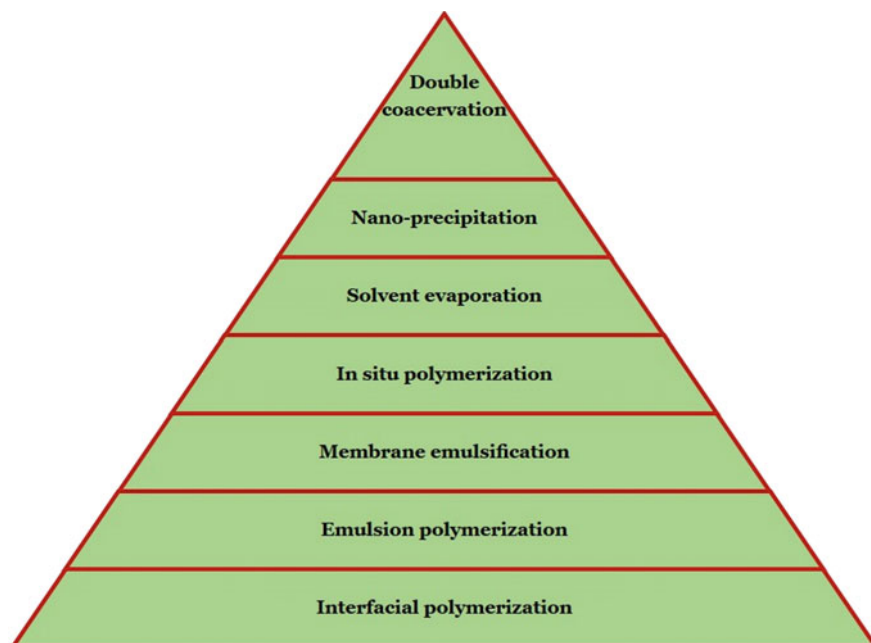 Double
coacervation
Nano-precipitation
Solvent evaporation
In situ polymerization
Membrane emulsification
Emulsion polymerization
Interfacial polymerization